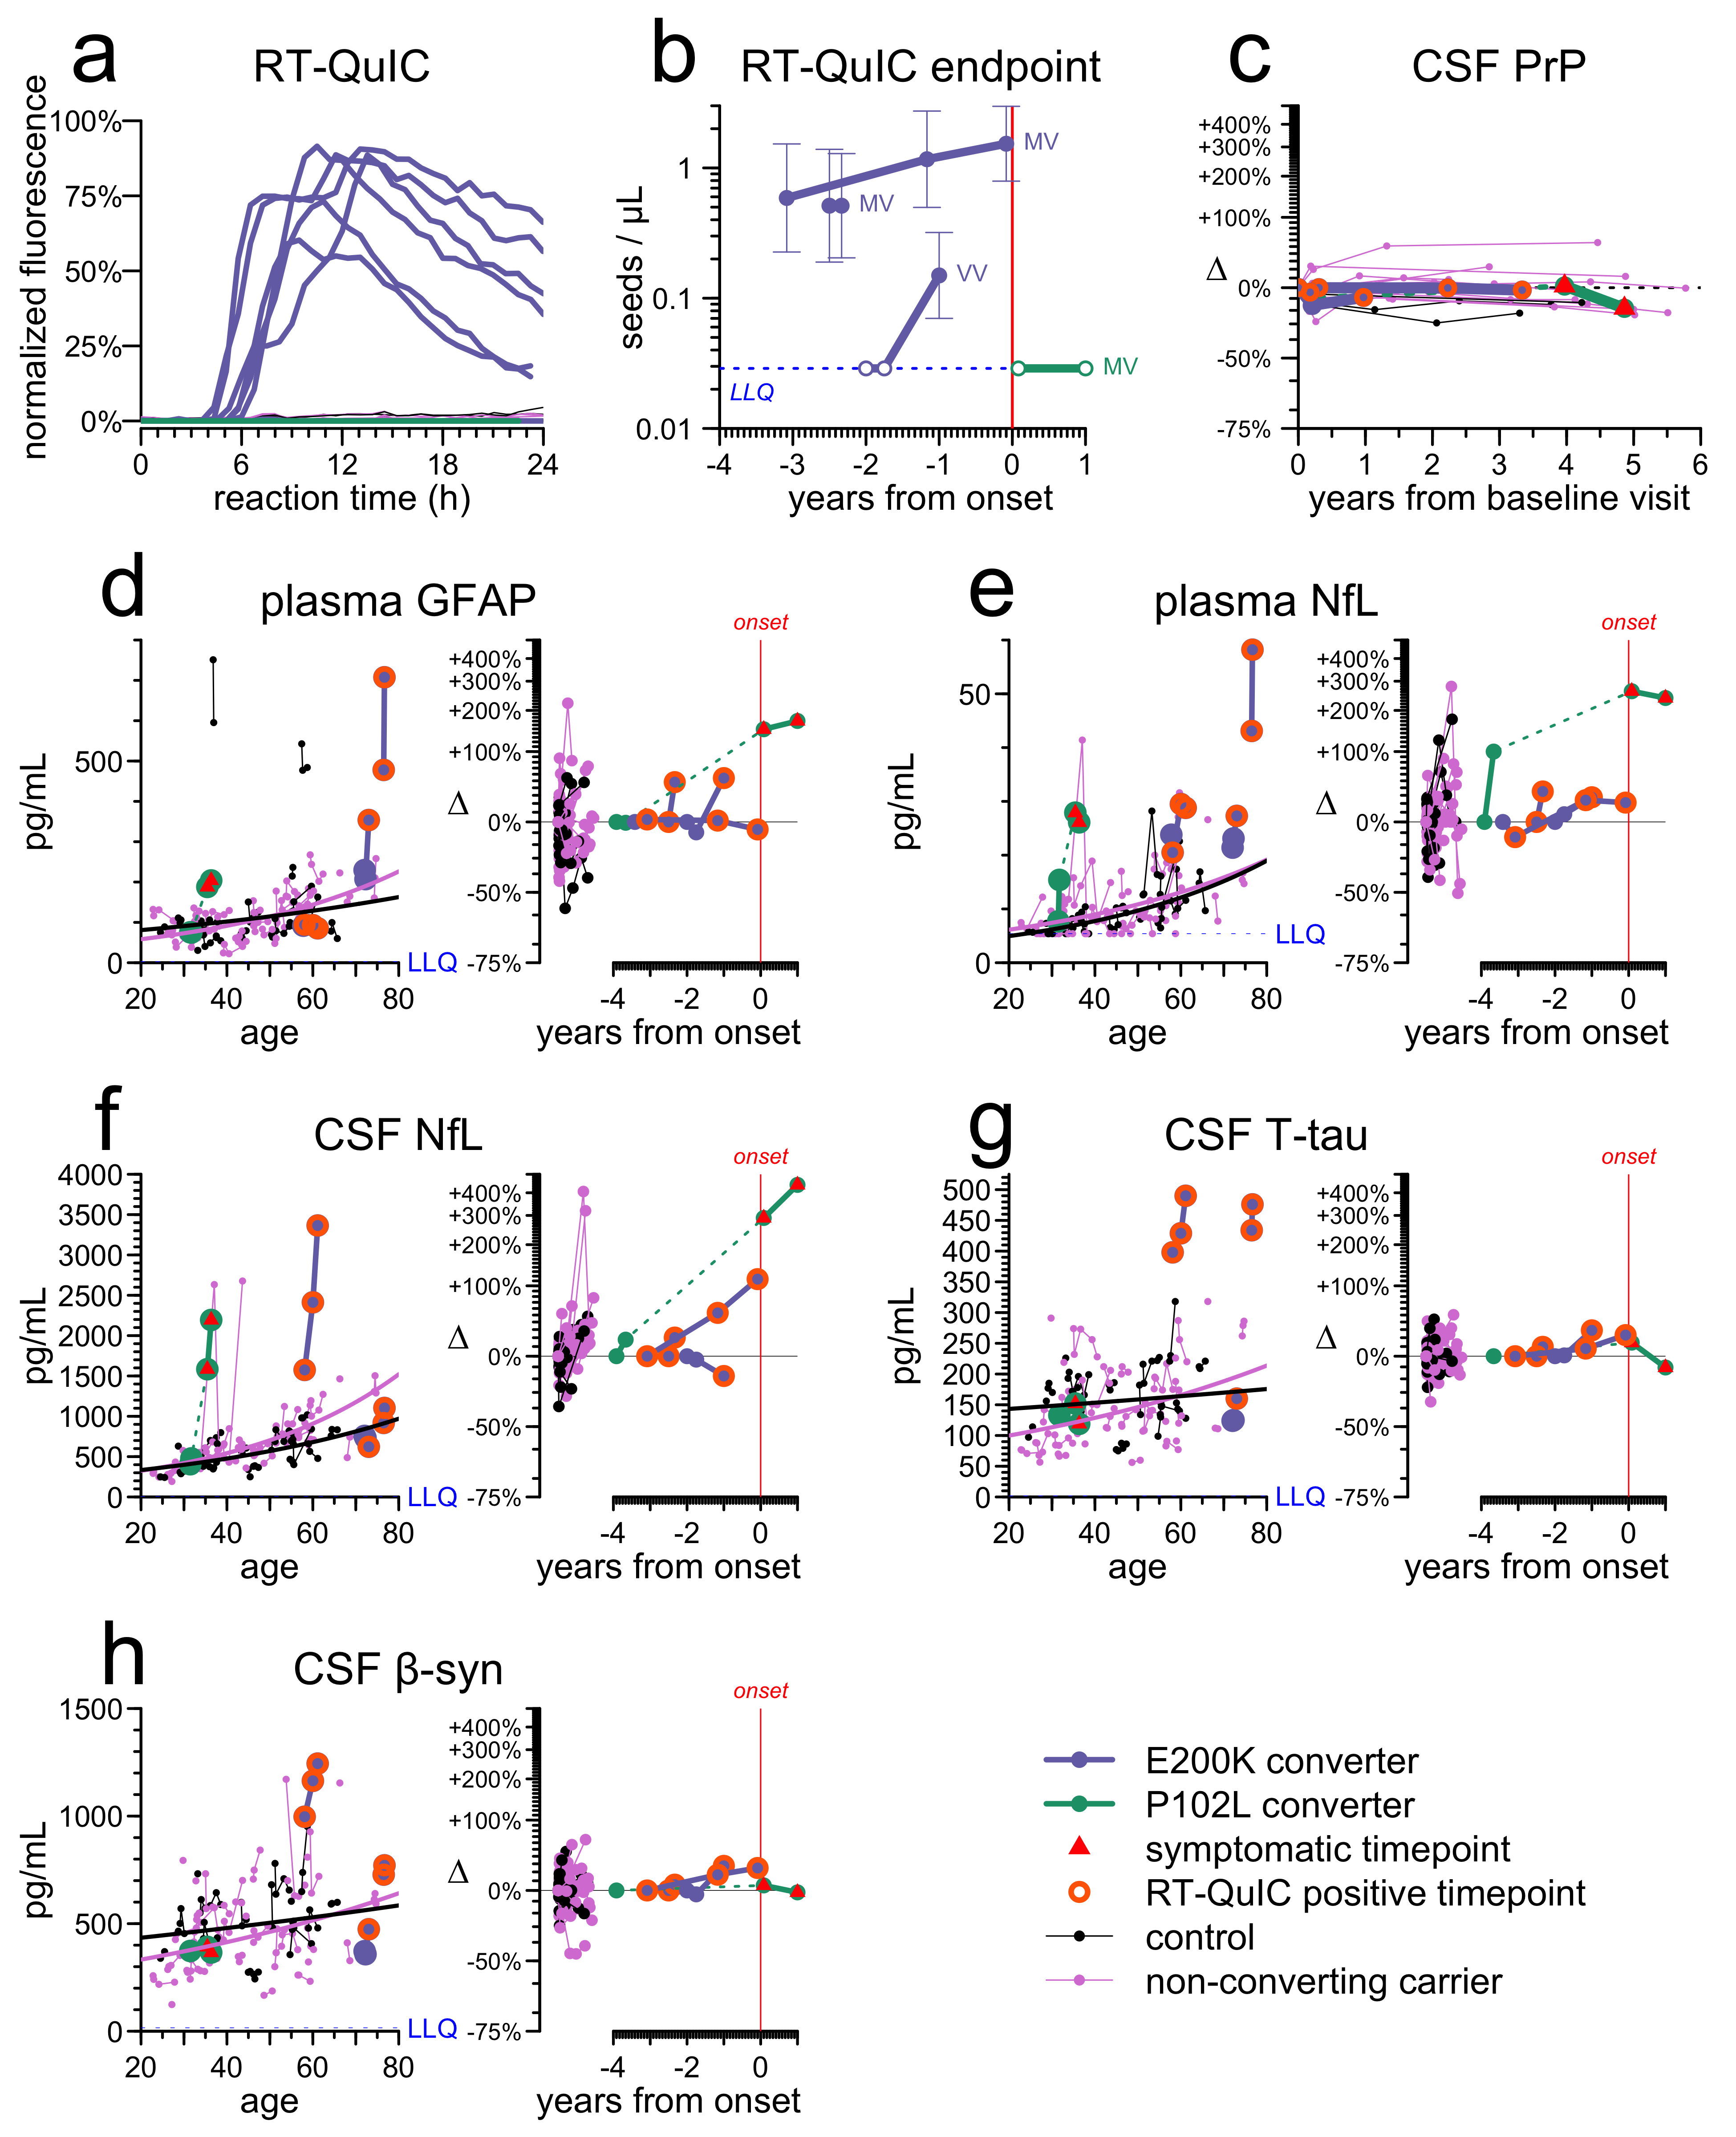 a
RT-QuIC
normalized fluorescence
100%
75%
50%
25%
0%
0 6 12 18 24
reaction time (h)
b
RT-QuIC endpoint
seeds / µL
1
0.1
0.01
MV
MV
VV
MV
LLQ
-4 -3 -2 -1 0 1
years from onset
c
CSF PrP
Δ
+400%
+300%
+200%
+100%
0%
-50%
-75%
0 1 2 3 4 5 6
years from baseline visit
d
plasma GFAP
pg/mL
500
0
LLQ
20 40 60 80
age
onset
Δ
+400%
+300%
+200%
+100%
0%
-50%
-75%
-4 -2 0
years from onset
e
plasma NfL
pg/mL
50
0
LLQ
20 40 60 80
age
onset
Δ
+400%
+300%
+200%
+100%
0%
-50%
-75%
-4 -2 0
years from onset
f
CSF NfL
pg/mL
4000
3500
3000
2500
2000
1500
1000
500
0
LLQ
20 40 60 80
age
onset
Δ
+400%
+300%
+200%
+100%
0%
-50%
-75%
-4 -2 0
years from onset
g
CSF T-tau
pg/mL
500
450
400
350
300
250
200
150
100
50
0
LLQ
20 40 60 80
age
onset
Δ
+400%
+300%
+200%
+100%
0%
-50%
-75%
-4 -2 0
years from onset
h
CSF β-syn
pg/mL
1500
1000
500
0
LLQ
20 40 60 80
age
onset
Δ
+400%
+300%
+200%
+100%
0%
-50%
-75%
-4 -2 0
years from onset
E200K converter
P102L converter
symptomatic timepoint
RT-QuIC positive timepoint
control
non-converting carrier